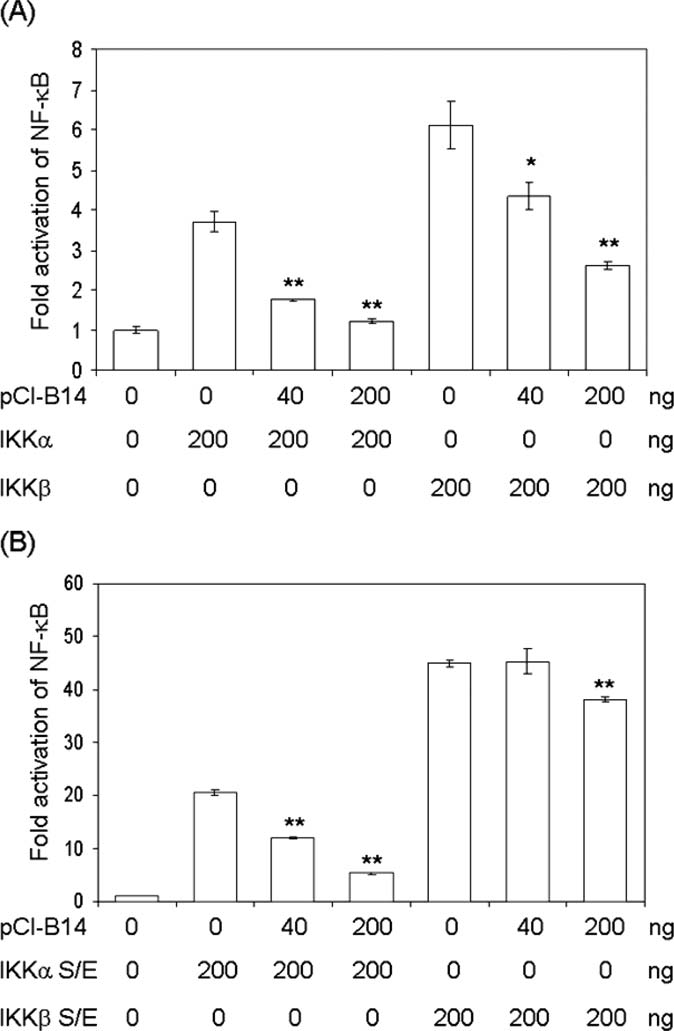 (A)
Fold activation of NF-κB
8
7
6
5
4
3
2
1
0
**
**
*
**
pCI-B14 0 0 40 200 0 40 200 ng
IKKα 0 200 200 200 0 0 0 ng
IKKβ 0 0 0 0 200 200 200 ng
(B)
Fold activation of NF-κB
60
50
40
30
20
10
0
**
**
**
pCI-B14 0 0 40 200 0 40 200 ng
IKKα S/E 0 200 200 200 0 0 0 ng
IKKβ S/E 0 0 0 0 200 200 200 ng